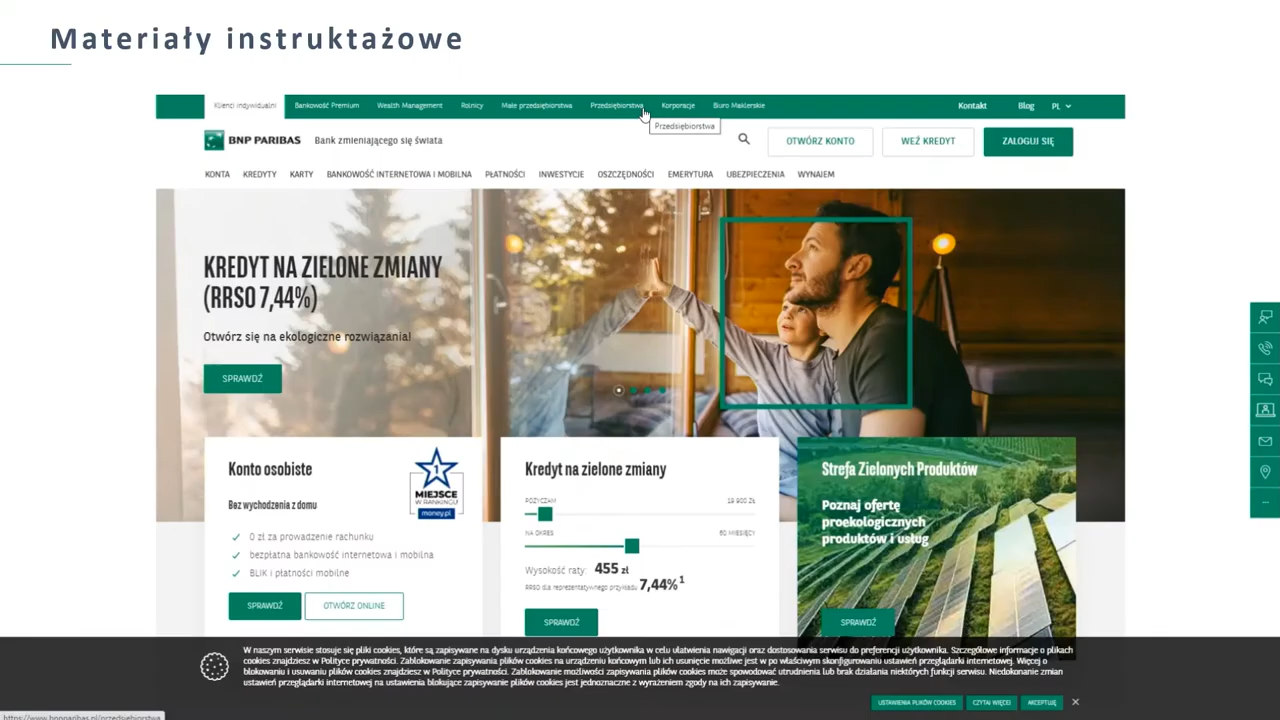 Materiały instruktażowe
Klienci indywidualni Bankowość Premium Wealth Management Rolnicy Małe przedsiębiorstwa Przedsiębiorstwa Korporacje Biuro Maklerskie Kontakt Blog PL
Przedsiębiorstwa
BNP PARIBAS Bank zmieniającego się świata OTWÓRZ KONTO WEŹ KREDYT ZALOGUJ SIĘ
KONTA KREDYTY KARTY BANKOWOŚĆ INTERNETOWA I MOBILNA PŁATNOŚCI INWESTYCJE OSZCZĘDNOŚCI EMERYTURA UBEZPIECZENIA WYNAJEM
KREDYT NA ZIELONE ZMIANY
(RRSO 7,44%)
Otwórz się na ekologiczne rozwiązania!
SPRAWDŹ
Konto osobiste
1
MIEJSCE
W RANKINGU
money.pl
Bez wychodzenia z domu
0 zł za prowadzenie rachunku
bezpłatna bankowość internetowa i mobilna
BLIK i płatności mobilne
SPRAWDŹ OTWÓRZ ONLINE
Kredyt na zielone zmiany
POŻYCZAM 19 900 ZŁ
NA OKRES 60 MIESIĘCY
Wysokość raty: 455 zł
RRSO dla reprezentatywnego przykładu 7,44% 1
SPRAWDŹ
Strefa Zielonych Produktów
Poznaj ofertę
proekologicznych
produktów i usług
SPRAWDŹ
W naszym serwisie stosuje się pliki cookies, które są zapisywane na dysku urządzenia końcowego użytkownika w celu ułatwienia nawigacji oraz dostosowania serwisu do preferencji użytkownika. Szczegółowe informacje o plikach
cookies znajdziesz w Polityce prywatności. Zablokowanie zapisywania plików cookies na urządzeniu końcowym lub ich usunięcie możliwe jest w po właściwym skonfigurowaniu ustawień przeglądarki internetowej. Więcej o
blokowaniu i usuwaniu plików cookies znajdziesz w Polityce prywatności. Zablokowanie możliwości zapisywania plików cookies może spowodować utrudnienia lub brak działania niektórych funkcji serwisu. Niedokonanie zmian
ustawień przeglądarki internetowej na ustawienia blokujące zapisywanie plików cookies jest jednoznaczne z wyrażeniem zgody na ich zapisywanie.
USTAWIENIA PLIKÓW COOKIES CZYTAJ WIĘCEJ AKCEPTUJĘ
https://www.bnpparibas.pl/przedsiebiorstwa